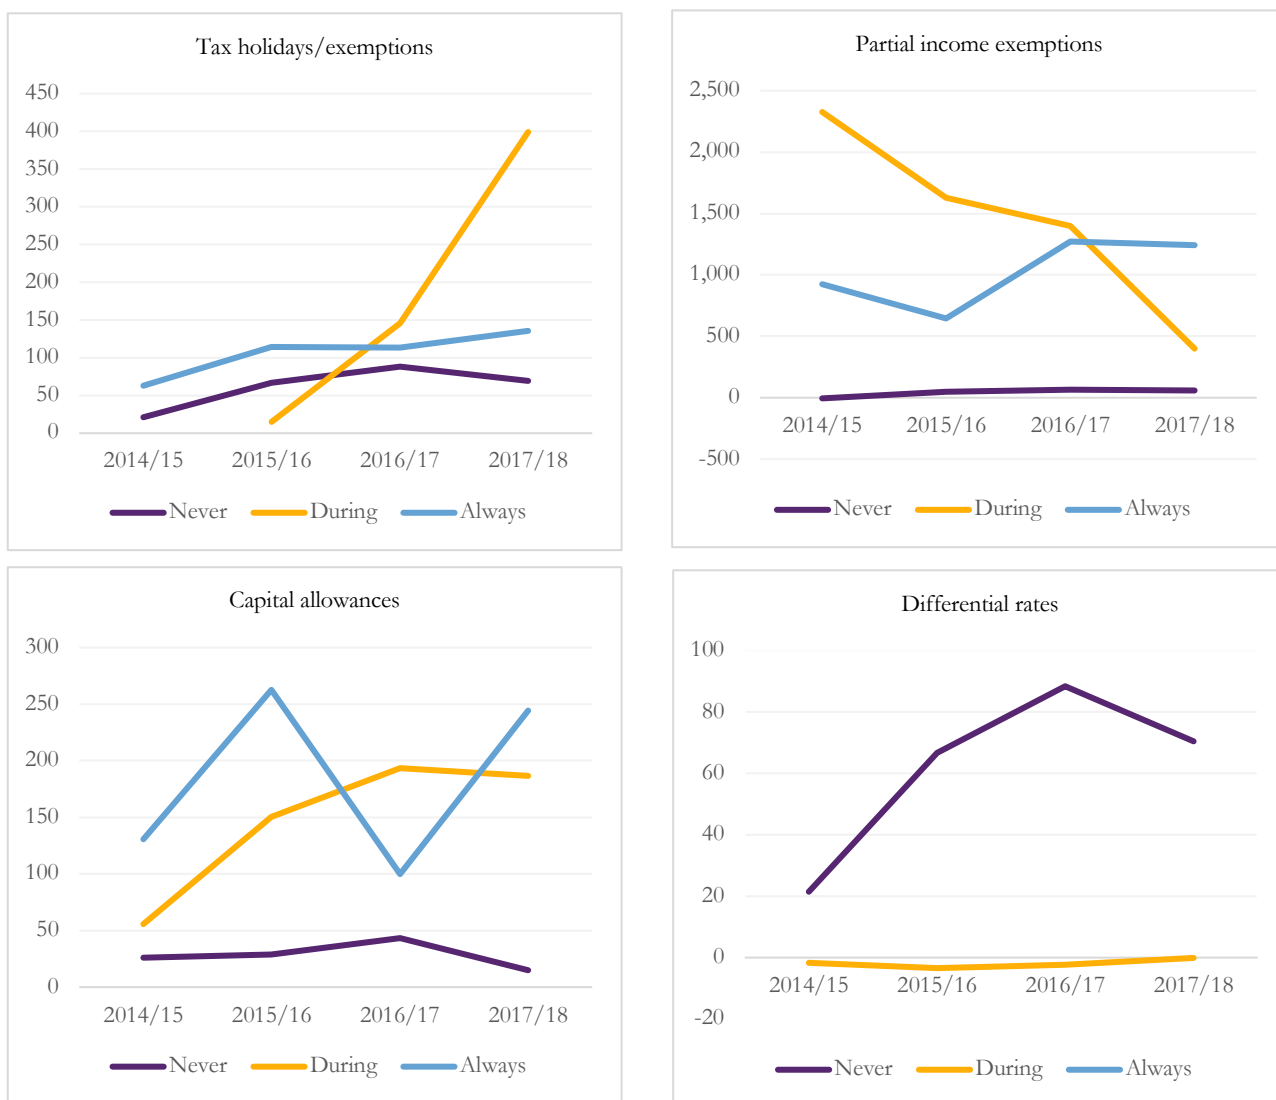 Tax holidays/exemptions
450
400
350
300
250
200
150
100
50
0
2014/15 2015/16 2016/17 2017/18
Never During Always
Partial income exemptions
2,500
2,000
1,500
1,000
500
0
2014/15 2015/16 2016/17 2017/18
-500
Never During Always
Capital allowances
300
250
200
150
100
50
0
2014/15 2015/16 2016/17 2017/18
Never During Always
Differential rates
100
80
60
40
20
0
2014/15 2015/16 2016/17 2017/18
-20
Never During Always